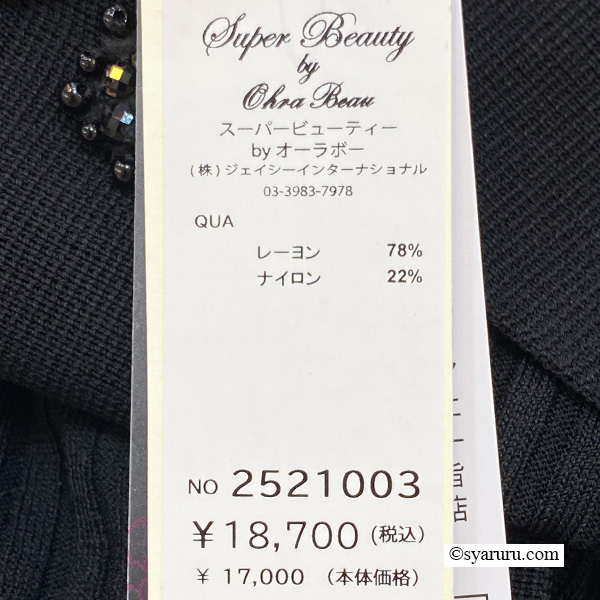 Super Beauty
by
Ohra Beau
スーパービューティー
by オーラボー
(株)ジェイシーインターナショナル
03-3983-7978
QUA
レーヨン 78%
ナイロン 22%
NO 2521003
¥18,700(税込)
¥ 17,000 (本体価格)
©syaruru.com